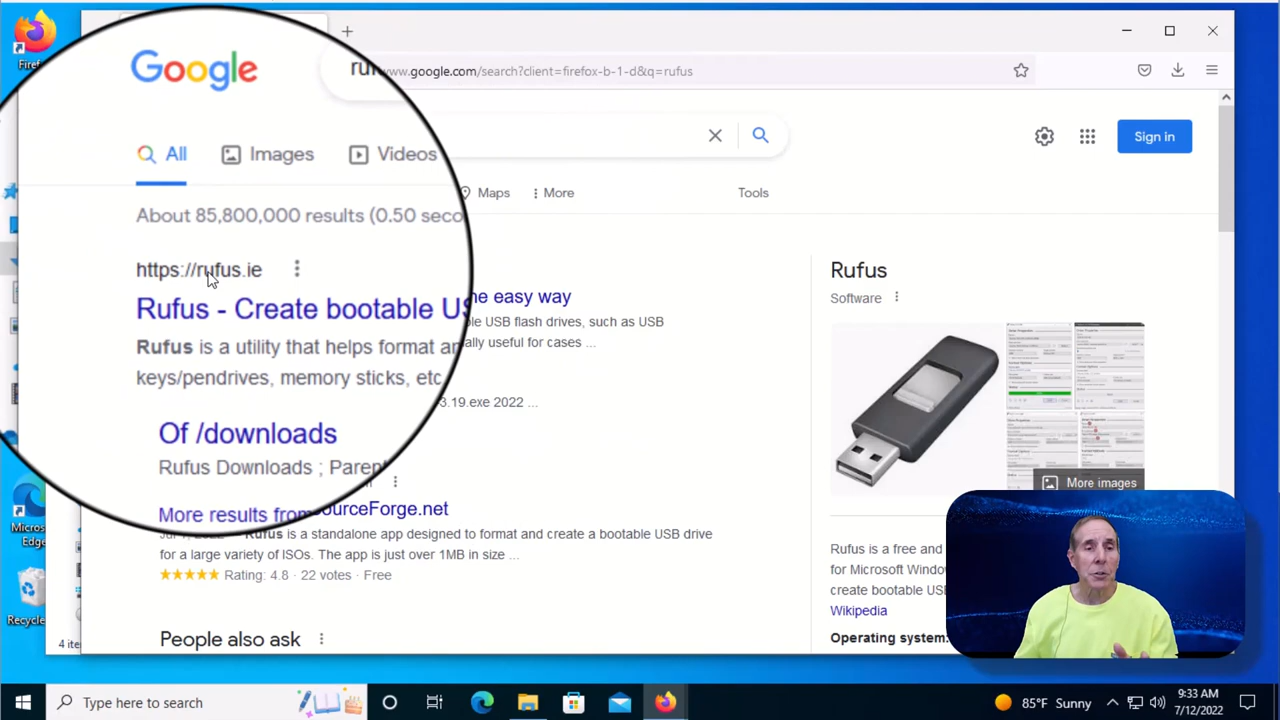 Firef
www.google.com/search?client=firefox-b-1-d&q=rufus
Google
ruf
Sign in
All
Images
Videos
Maps
More
Tools
About 85,800,000 results (0.50 seco
https://rufus.ie
Rufus - Create bootable US
he easy way
Rufus is a utility that helps format an
ble USB flash drives, such as USB
keys/pendrives, memory sticks, etc
ally useful for cases ...
3.19.exe 2022 ...
Of /downloads
Rufus Downloads ; Paren
More results from
ourceForge.net
Rufus is a standalone app designed to format and create a bootable USB drive
for a large variety of ISOs. The app is just over 1MB in size ...
Rating: 4.8 · 22 votes · Free
People also ask
Rufus
Software
More images
Rufus is a free and
for Microsoft Window
create bootable USB
Wikipedia
Operating system:
Micros
Edge
Recycle
4 ite
Type here to search
85°F Sunny
9:33 AM
7/12/2022